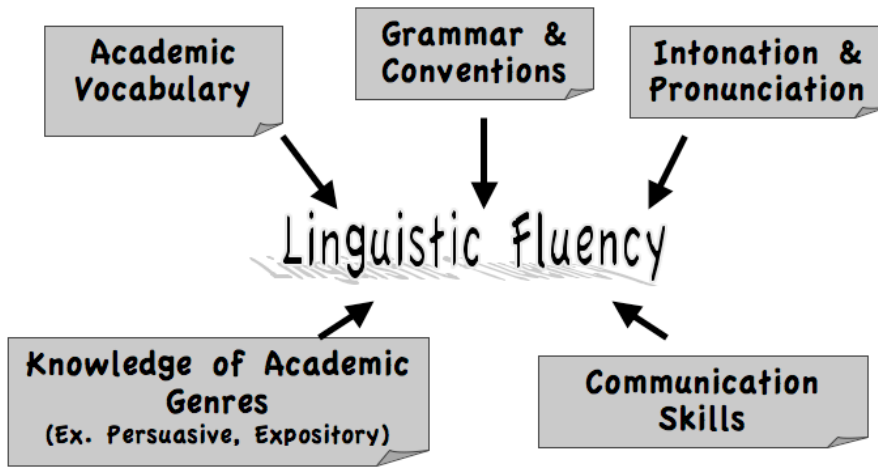 Academic
Vocabulary
Grammar &
Conventions
Intonation &
Pronunciation
Linguistic Fluency
Knowledge of Academic
Genres
(Ex. Persuasive, Expository)
Communication
Skills